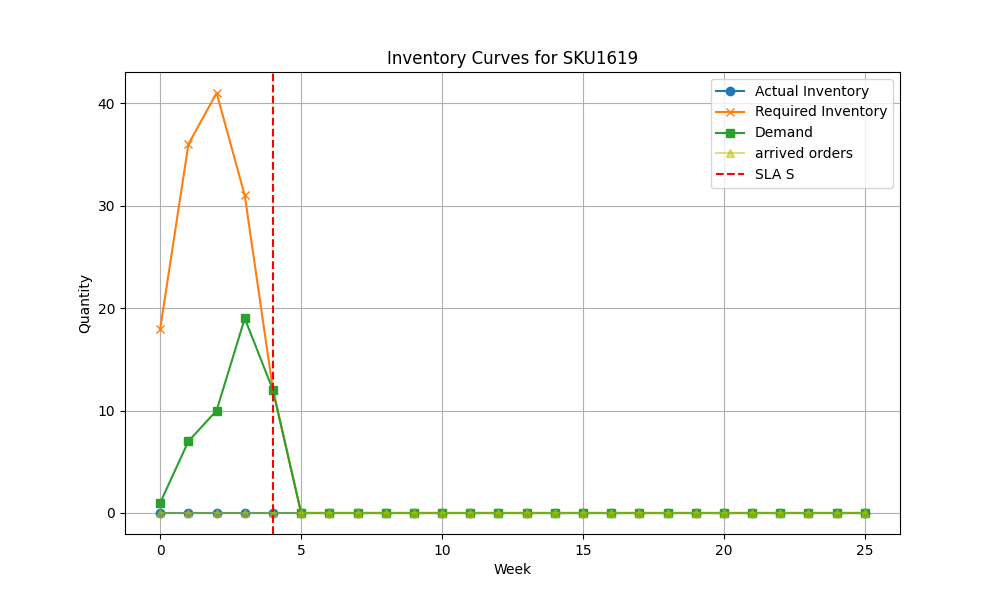 Inventory Curves for SKU1619
Actual Inventory
Required Inventory
Demand
arrived orders
SLA S
Quantity
40
30
20
10
0
0 5 10 15 20 25
Week